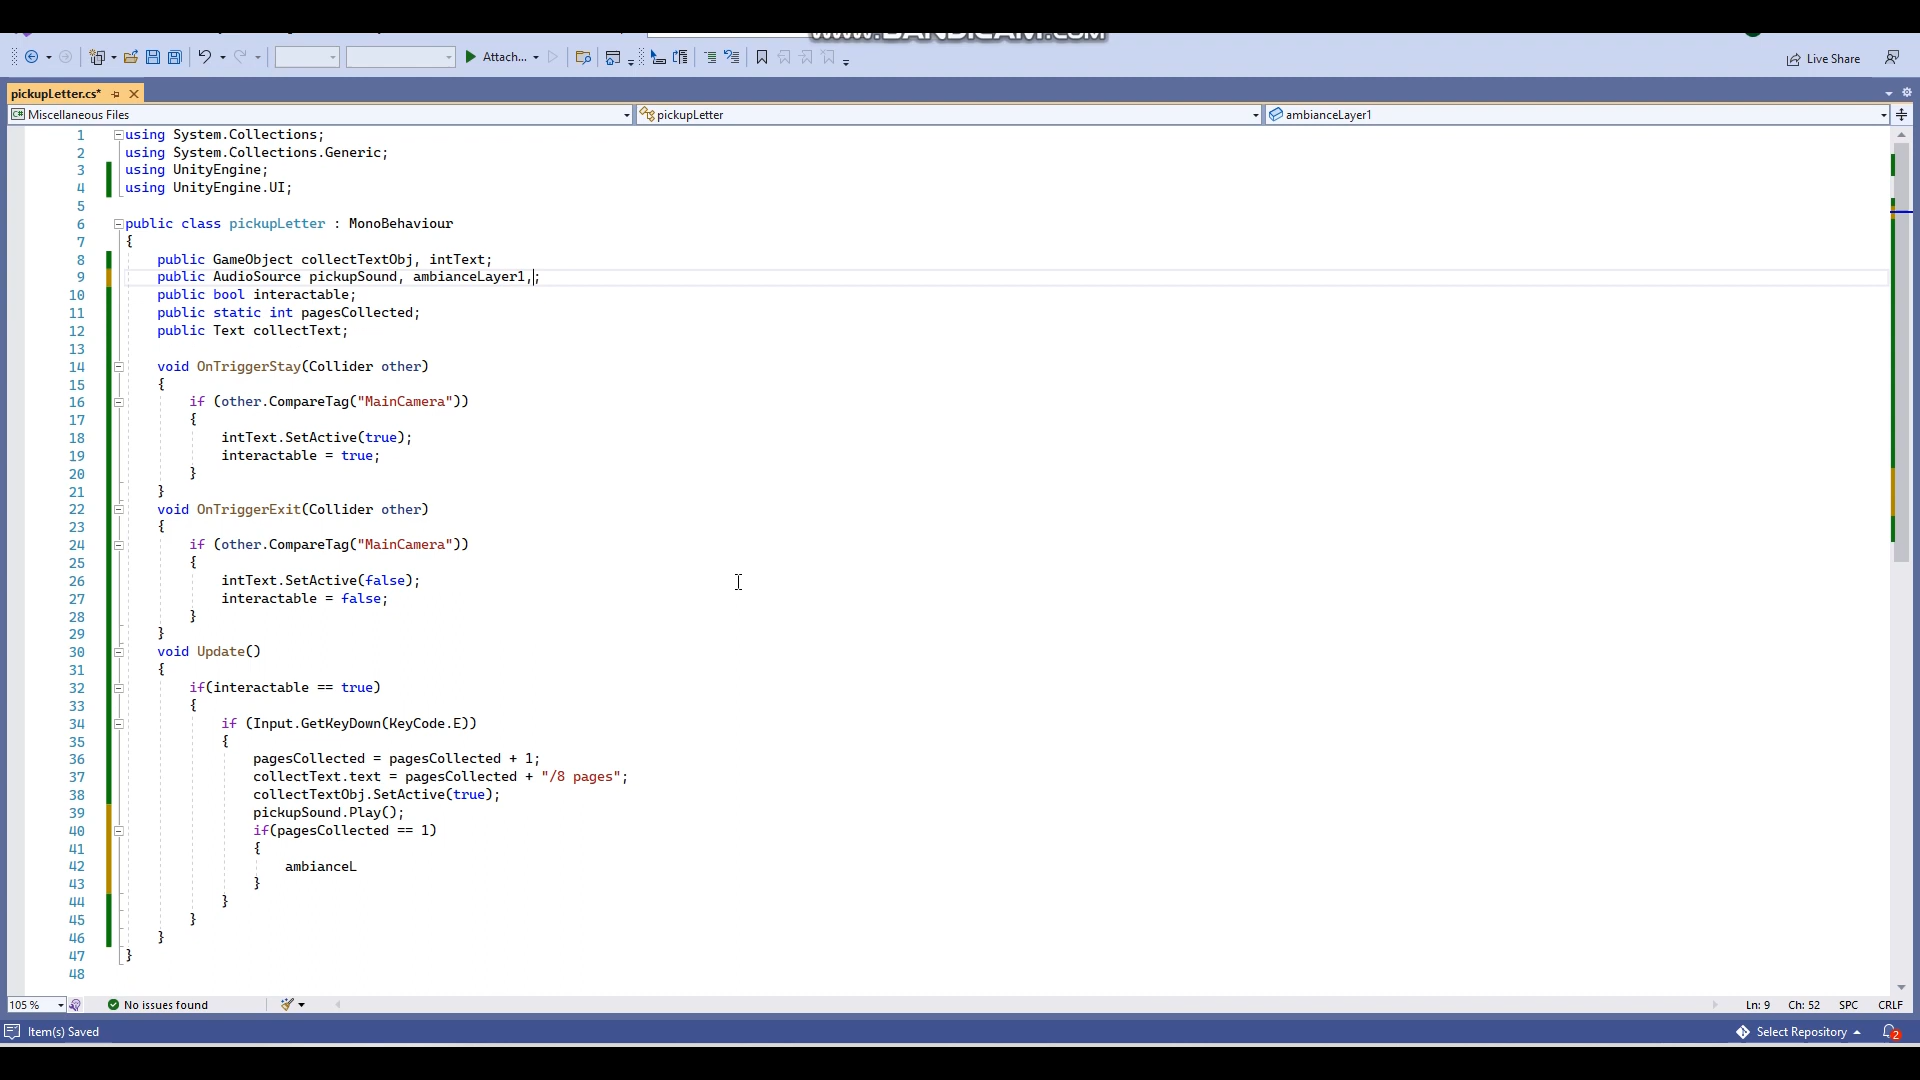 www.BANDICAM.com
Attach...
Live Share
pickupLetter.cs*
C# Miscellaneous Files
pickupLetter
ambianceLayer1
1 using System.Collections;
2 using System.Collections.Generic;
3 using UnityEngine;
4 using UnityEngine.UI;
5
6 public class pickupLetter : MonoBehaviour
7 {
8 public GameObject collectTextObj, intText;
9 public AudioSource pickupSound, ambianceLayer1,;
10 public bool interactable;
11 public static int pagesCollected;
12 public Text collectText;
13
14 void OnTriggerStay(Collider other)
15 {
16 if (other.CompareTag("MainCamera"))
17 {
18 intText.SetActive(true);
19 interactable = true;
20 }
21 }
22 void OnTriggerExit(Collider other)
23 {
24 if (other.CompareTag("MainCamera"))
25 {
26 intText.SetActive(false);
27 interactable = false;
28 }
29 }
30 void Update()
31 {
32 if(interactable == true)
33 {
34 if (Input.GetKeyDown(KeyCode.E))
35 {
36 pagesCollected = pagesCollected + 1;
37 collectText.text = pagesCollected + "/8 pages";
38 collectTextObj.SetActive(true);
39 pickupSound.Play();
40 if(pagesCollected == 1)
41 {
42 ambianceL
43 }
44 }
45 }
46 }
47 }
48
105 % No issues found Ln: 9 Ch: 52 SPC CRLF
Item(s) Saved Select Repository 2